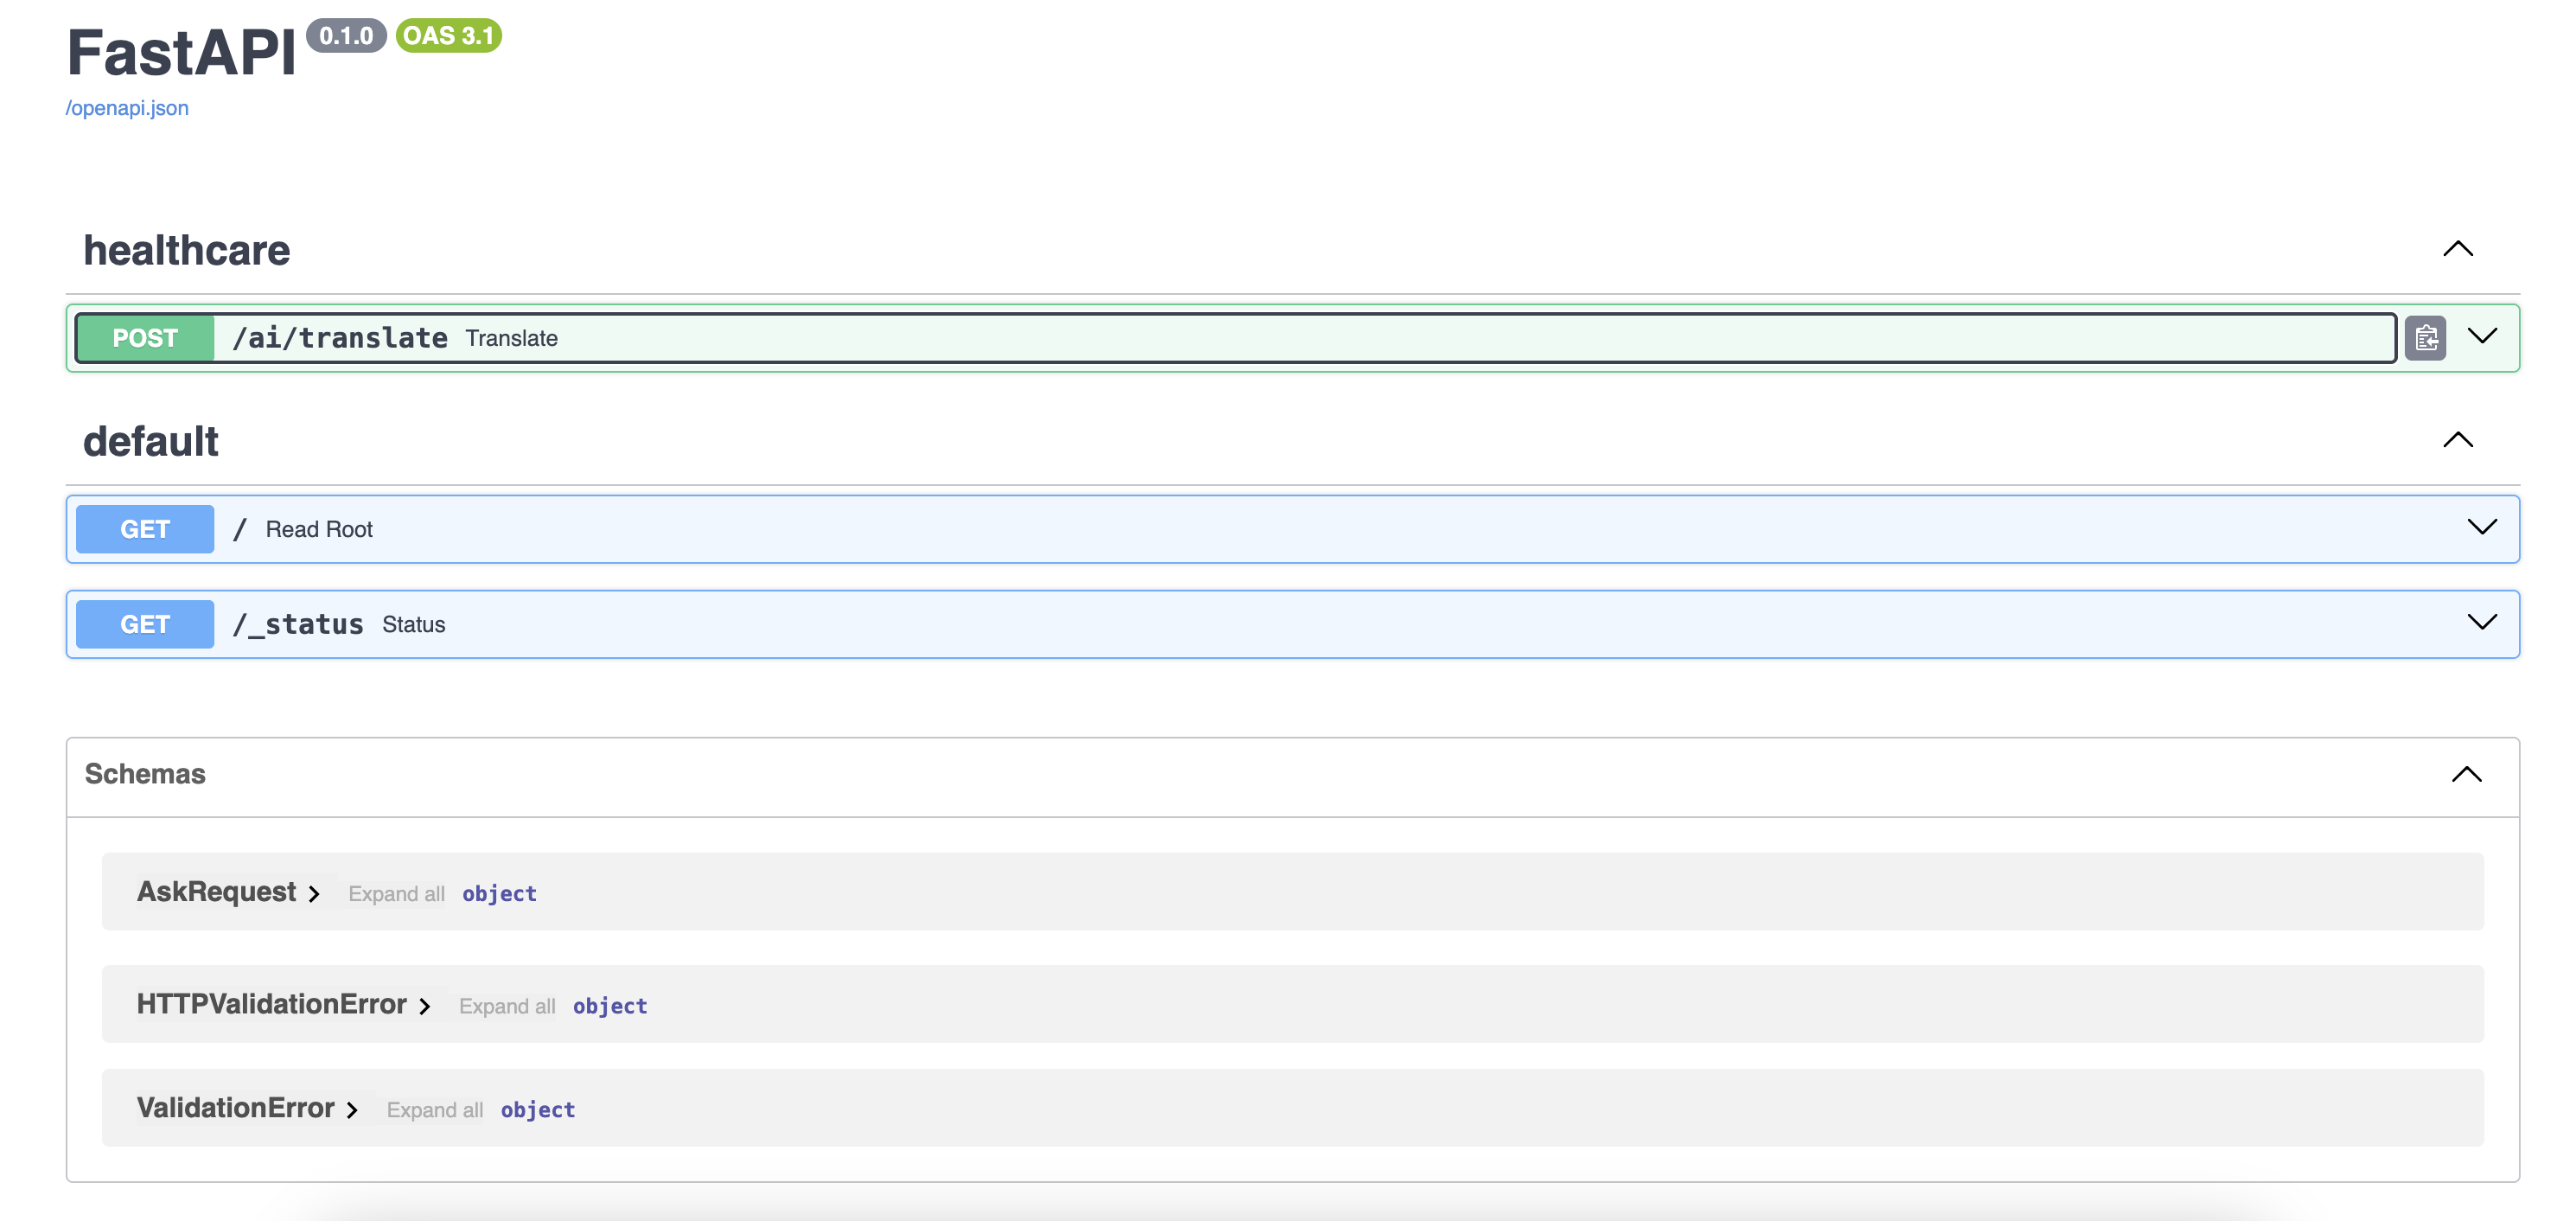 FastAPI 0.1.0 OAS 3.1
/openapi.json
healthcare
POST /ai/translate Translate
default
GET / Read Root
GET /_status Status
Schemas
AskRequest Expand all object
HTTPValidationError Expand all object
ValidationError Expand all object